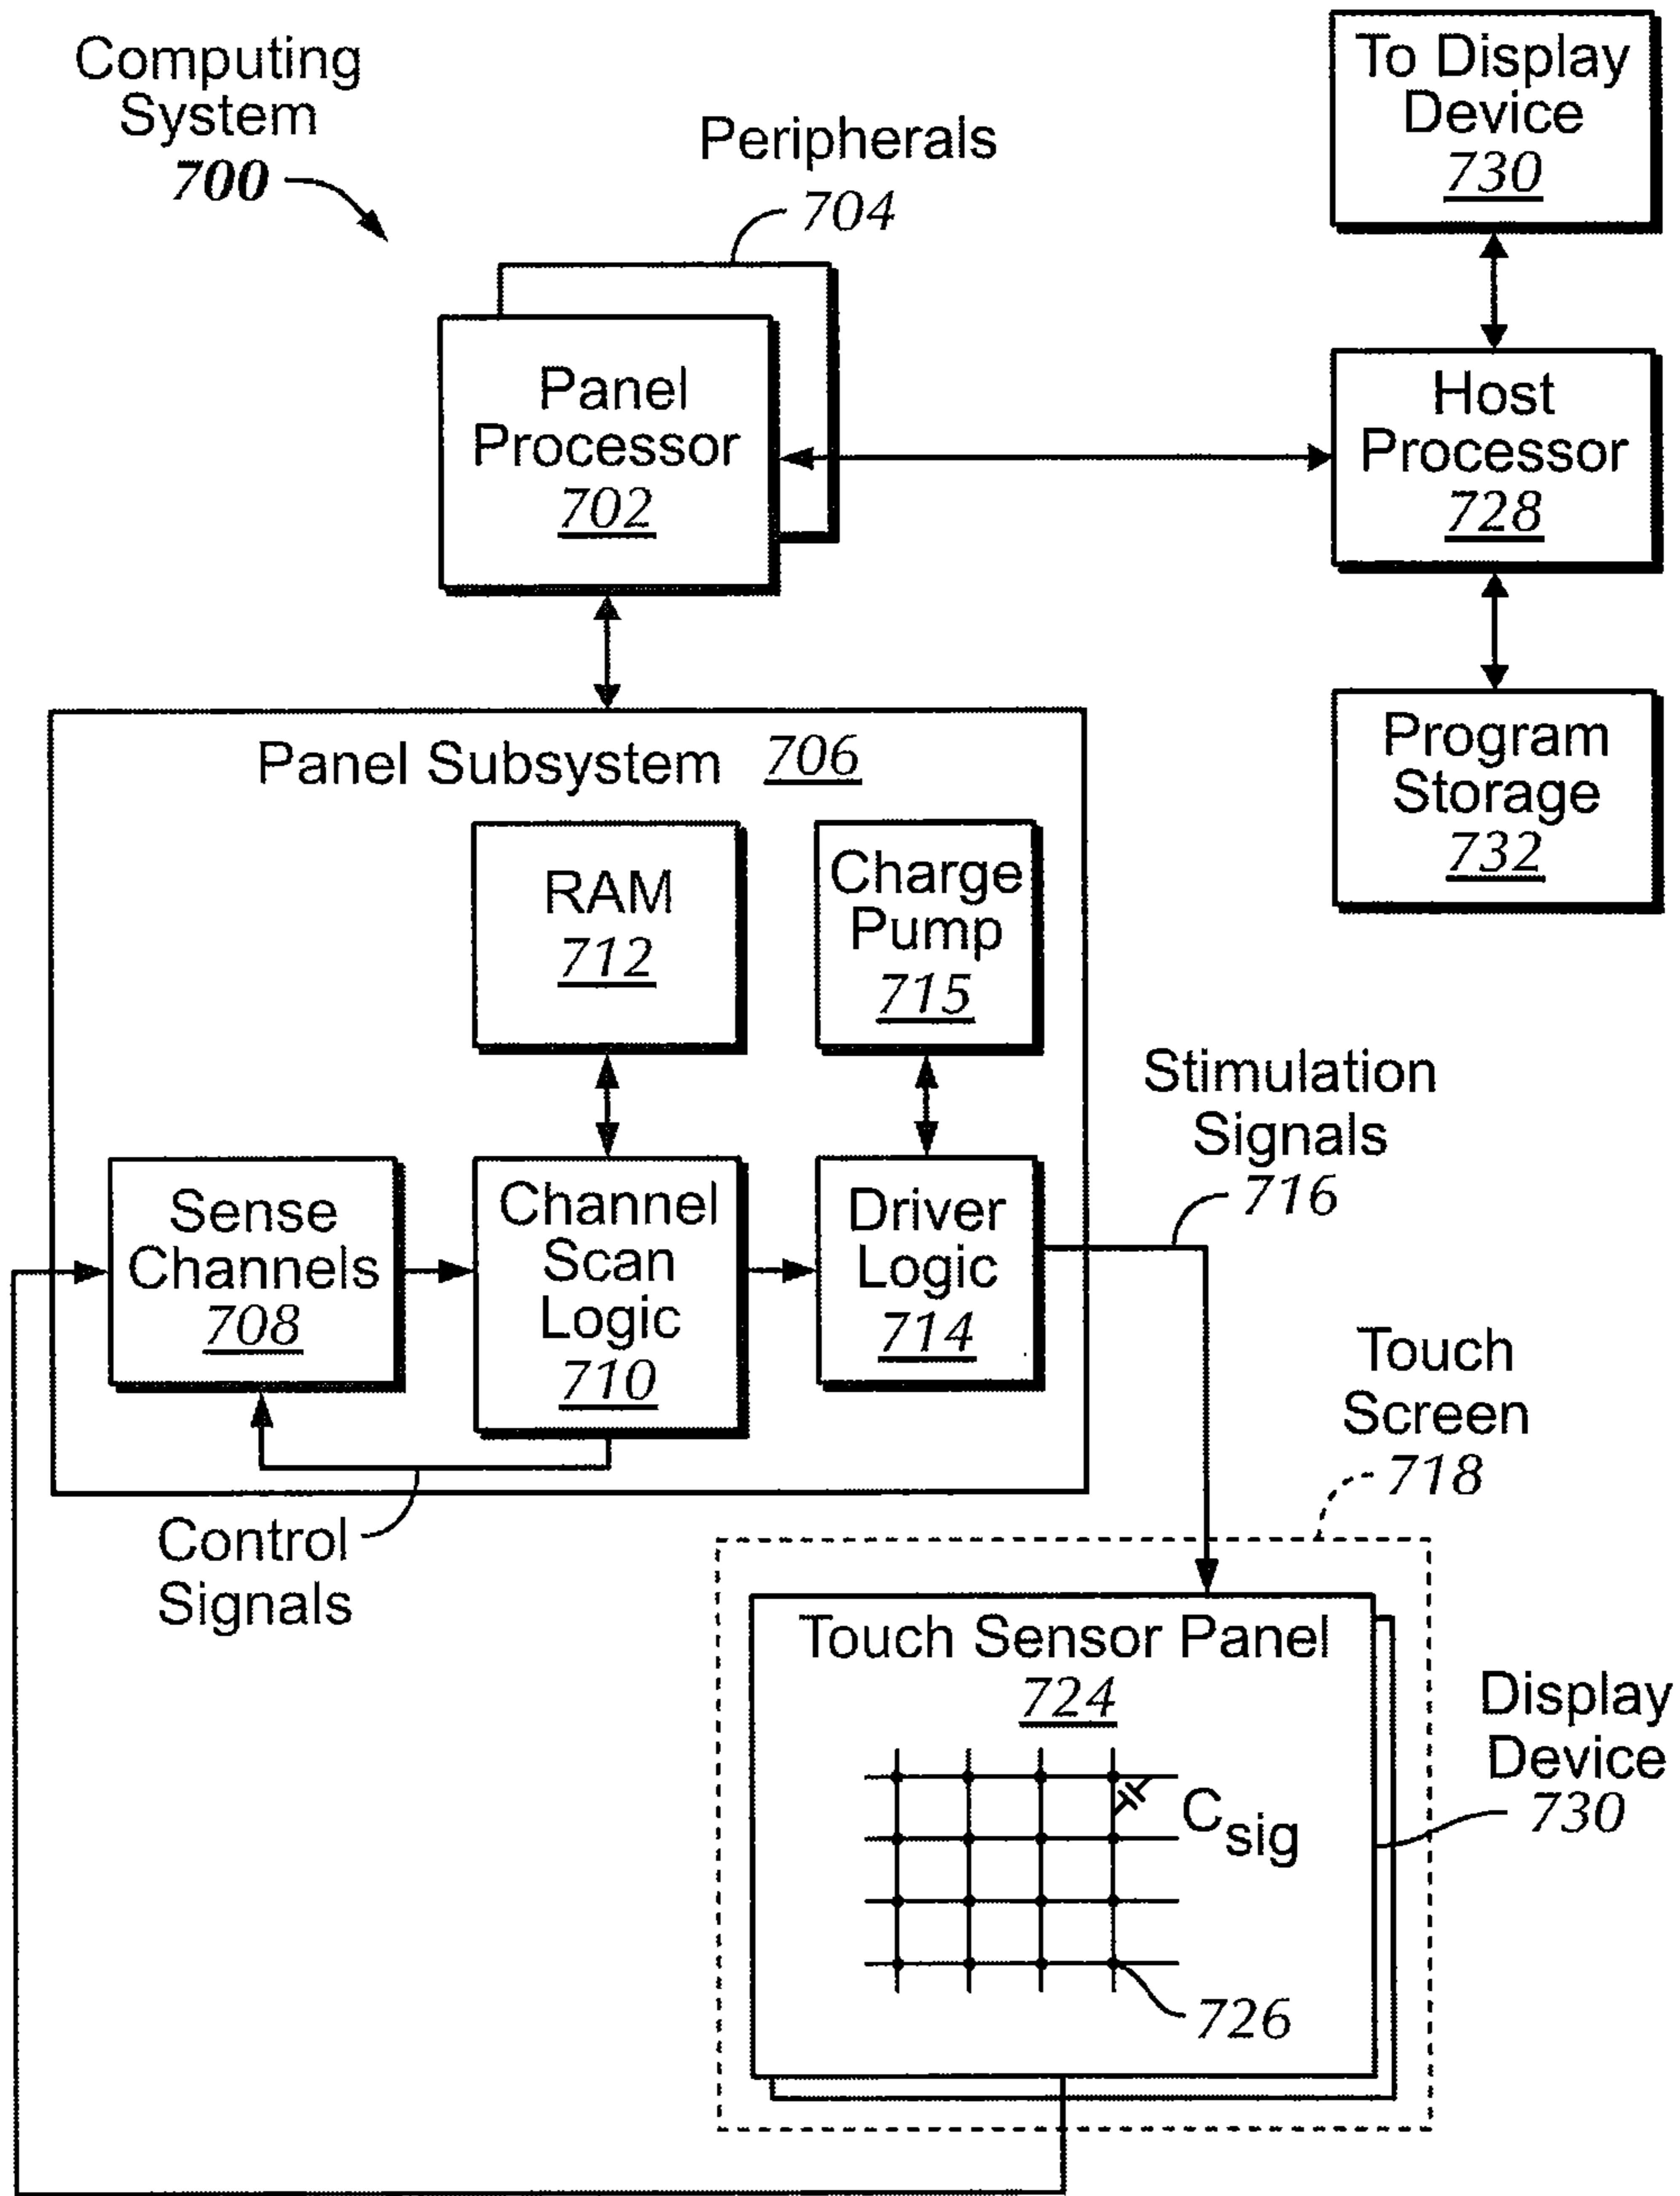 Computing
System
700
Peripherals
704
To Display
Device
730
Panel
Processor
702
Host
Processor
728
Program
Storage
732
Panel Subsystem 706
RAM
712
Charge
Pump
715
Stimulation
Signals
716
Sense
Channels
708
Channel
Scan
Logic
710
Driver
Logic
714
Control
Signals
Touch
Screen
718
Touch Sensor Panel
724
Csig
726
Display
Device
730